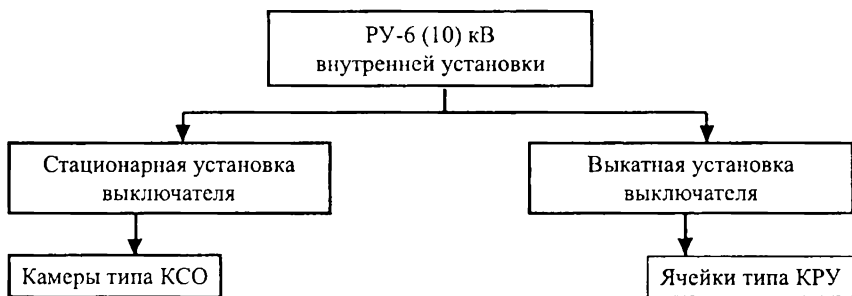 РУ-6 (10) кВ
внутренней установки
Стационарная установка
выключателя
Выкатная установка
выключателя
Камеры типа КСО
Ячейки типа КРУ